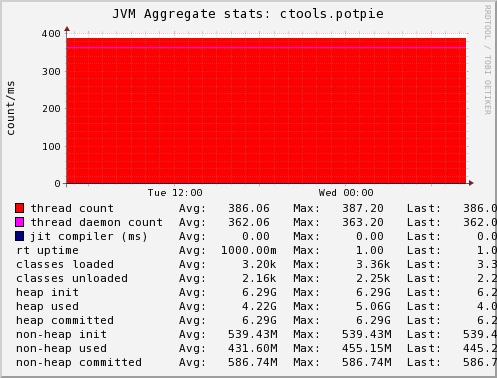 JVM Aggregate stats: ctools.potpie
RRDTOOL / TOBI OETIKER
count/ms
400
300
200
100
0
Tue 12:00 Wed 00:00
thread count Avg: 386.06 Max: 387.20 Last: 386.0
thread daemon count Avg: 362.06 Max: 363.20 Last: 362.0
jit compiler (ms) Avg: 0.00 Max: 0.00 Last: 0.0
rt uptime Avg: 1000.00m Max: 1.00 Last: 1.0
classes loaded Avg: 3.20k Max: 3.36k Last: 3.3
classes unloaded Avg: 2.16k Max: 2.25k Last: 2.2
heap init Avg: 6.29G Max: 6.29G Last: 6.2
heap used Avg: 4.22G Max: 5.06G Last: 4.0
heap committed Avg: 6.29G Max: 6.29G Last: 6.2
non-heap init Avg: 539.43M Max: 539.43M Last: 539.4
non-heap used Avg: 431.60M Max: 455.15M Last: 445.2
non-heap committed Avg: 586.74M Max: 586.74M Last: 586.7